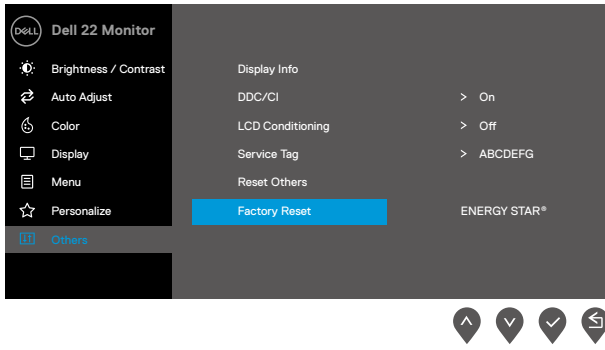 DELL
Dell 22 Monitor
Brightness / Contrast
Auto Adjust
Color
Display
Menu
Personalize
Others
Display Info
DDC/CI > On
LCD Conditioning > Off
Service Tag > ABCDEFG
Reset Others
Factory Reset ENERGY STAR®